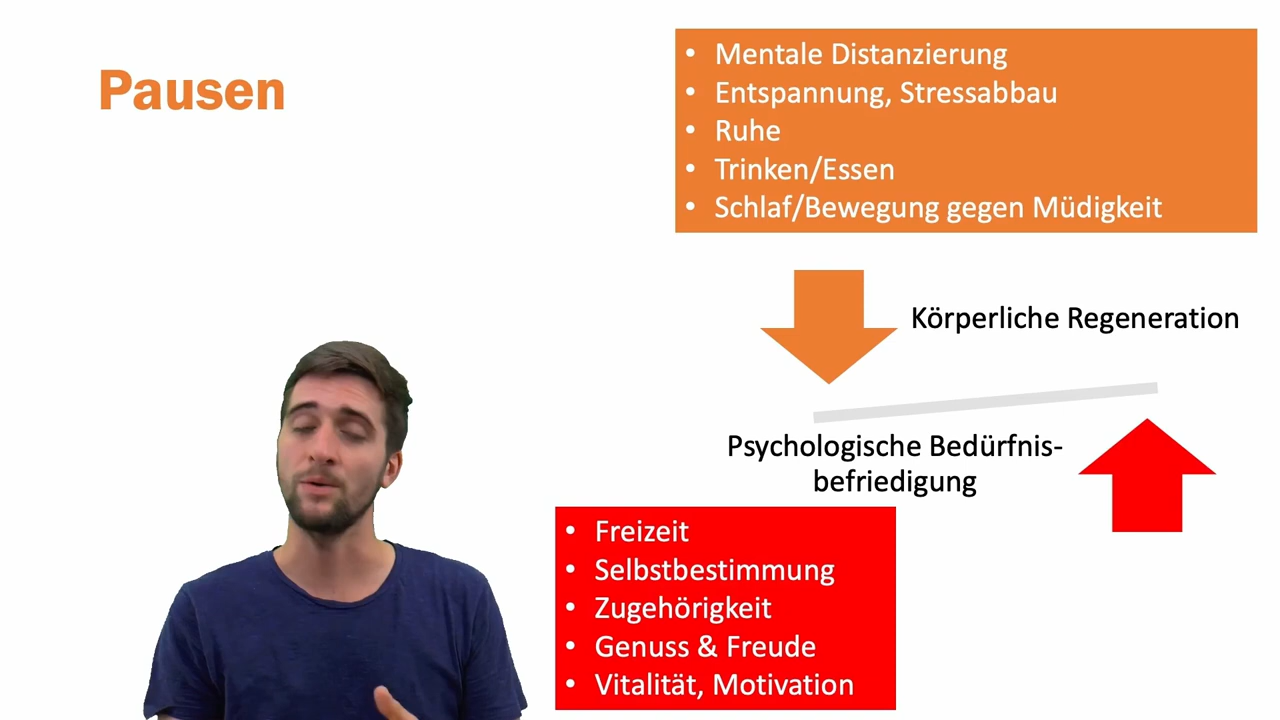 Pausen
• Mentale Distanzierung
• Entspannung, Stressabbau
• Ruhe
• Trinken/Essen
• Schlaf/Bewegung gegen Müdigkeit
Körperliche Regeneration
Psychologische Bedürfnis-
befriedigung
• Freizeit
• Selbstbestimmung
• Zugehörigkeit
• Genuss & Freude
• Vitalität, Motivation